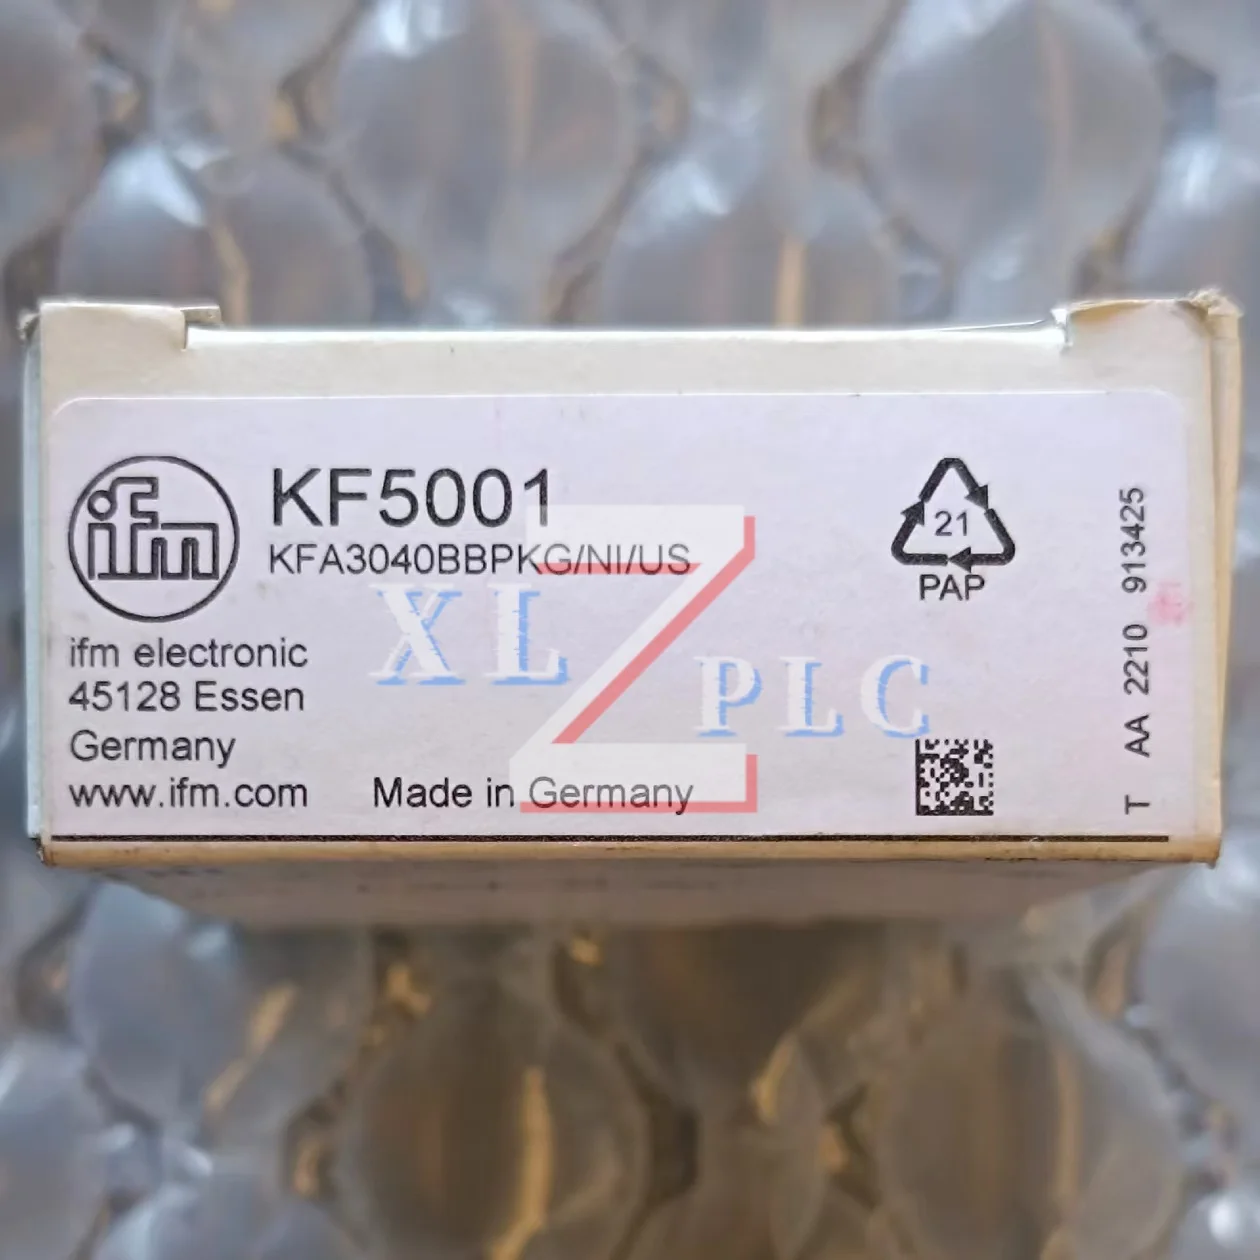 ifm
KF5001
KFA3040BBPKG/NI/US
ifm electronic
45128 Essen
Germany
www.ifm.com
Made in Germany
21
PAP
T AA 2210 913425
XL Z PLC